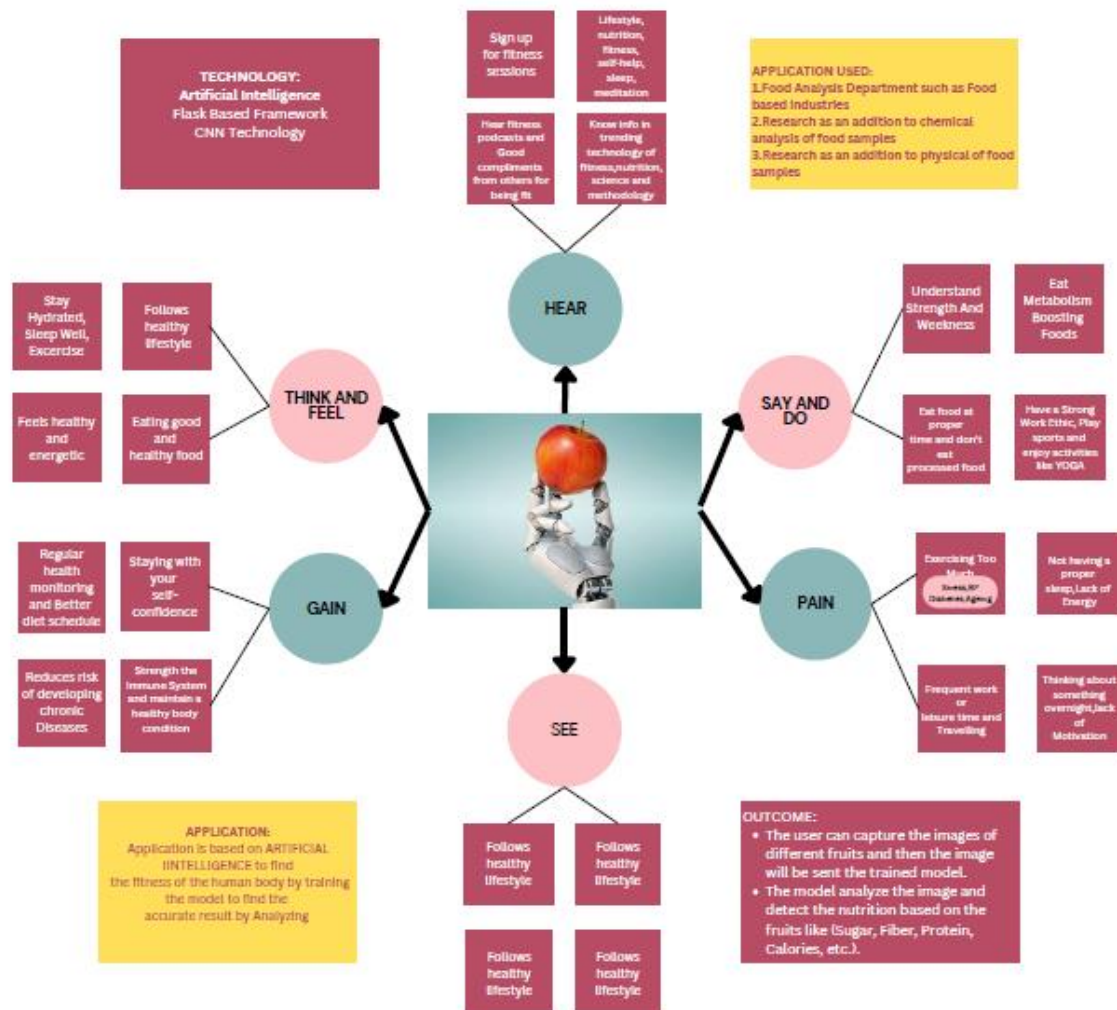 TECHNOLOGY:
Artificial Intelligence
Flask Based Framework
CNN Technology
Sign up
for fitness
sessions
Lifestyle,
nutrition,
fitness,
self-help,
sleep,
meditation
Hear fitness
podcasts and
Good
compliments
from others for
being fit
Know info in
trending
technology of
fitness,nutrition,
science and
methodology
APPLICATION USED:
1.Food Analysis Department such as Food
based Industries
2.Research as an addition to chemical
analysis of food samples
3.Research as an addition to physical of food
samples
HEAR
Stay
Hydrated,
Sleep Well,
Excercise
Follows
healthy
lifestyle
Feels healthy
and
energetic
Eating good
and
healthy food
THINK AND
FEEL
SAY AND
DO
Understand
Strength And
Weekness
Eat
Metabolism
Boosting
Foods
Eat food at
proper
time and don't
eat
processed food
Have a Strong
Work Ethic, Play
sports and
enjoy activities
like YOGA
Regular
health
monitoring
and Better
diet schedule
Staying with
your
self-
confidence
Reduces risk
of developing
chronic
Diseases
Strength the
Immune System
and maintain a
healthy body
condition
GAIN
PAIN
Exercising Too
Much
Diabetes,Ageing
Not having a
proper
sleep,Lack of
Energy
Frequent work
or
leisure time and
Travelling
Thinking about
something
overnight,lack
of
Motivation
SEE
Follows
healthy
lifestyle
Follows
healthy
lifestyle
Follows
healthy
lifestyle
Follows
healthy
lifestyle
APPLICATION:
Application is based on ARTIFICIAL
IINTELLIGENCE to find
the fitness of the human body by training
the model to find the
accurate result by Analyzing
OUTCOME:
• The user can capture the images of
different fruits and then the image
will be sent the trained model.
• The model analyze the image and
detect the nutrition based on the
fruits like (Sugar, Fiber, Protein,
Calories, etc.).